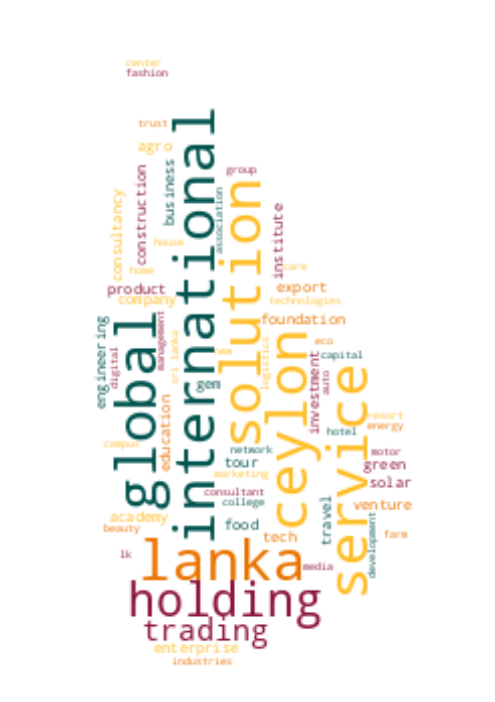 center
fashion
international
trust
agro
business
construction
group
solution
association
consultancy
institute
house
care
home
product
export
company
technologies
global
management
engineering
foundation
sri lanka
ceylon
logistics
eco
digital
new
capital
investment
service
gem
auto
education
resort
energy
hotel
campus
network
motor
tour
green
marketing
solar
consultant
travel
college
venture
academy
development
food
beauty
tech
farm
lanka
lk
media
holding
trading
enterprise
industries